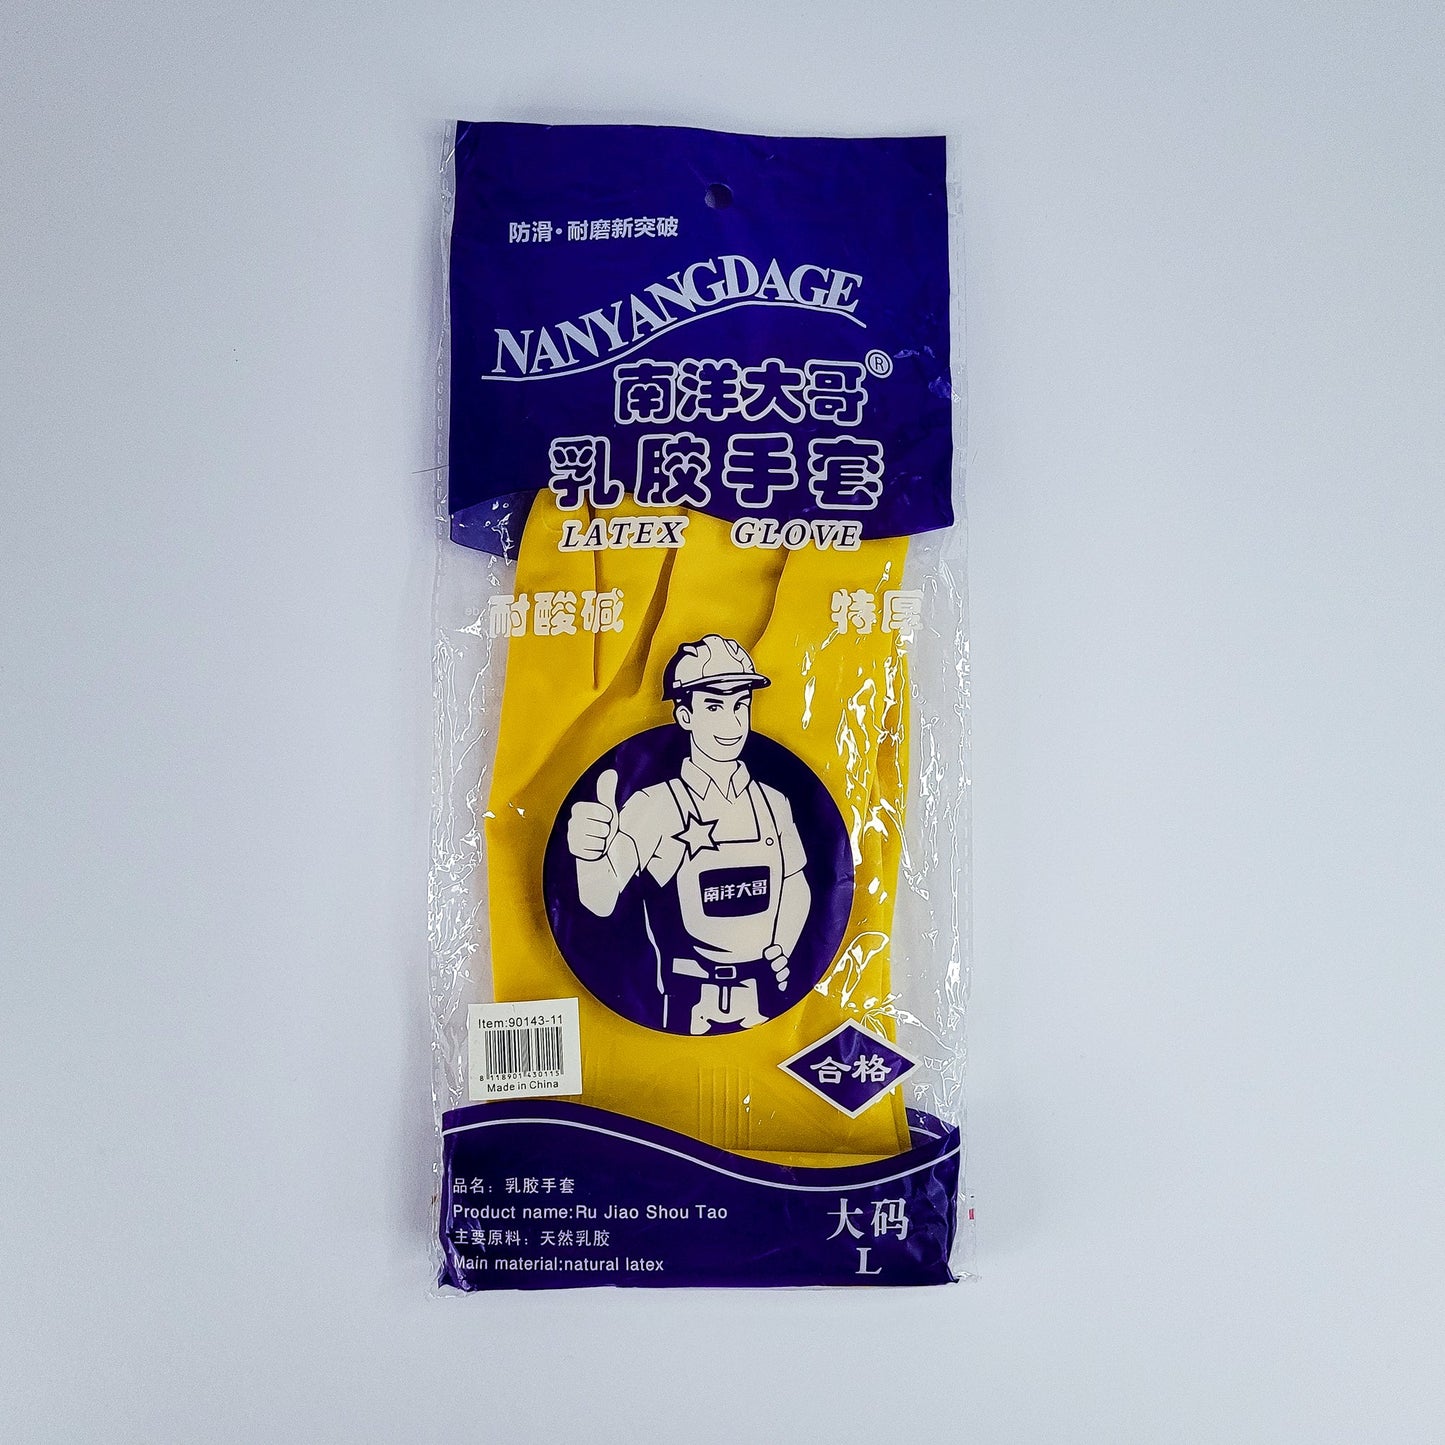 防滑·耐磨新突破
NANYANGDAGE
南洋大哥®
乳胶手套
LATEX GLOVE
耐酸碱 特厚
南洋大哥
Item:90143-11
8 118901 430115
Made in China
合格
品名：乳胶手套
Product name:Ru Jiao Shou Tao
主要原料：天然乳胶
Main material:natural latex
大码
L